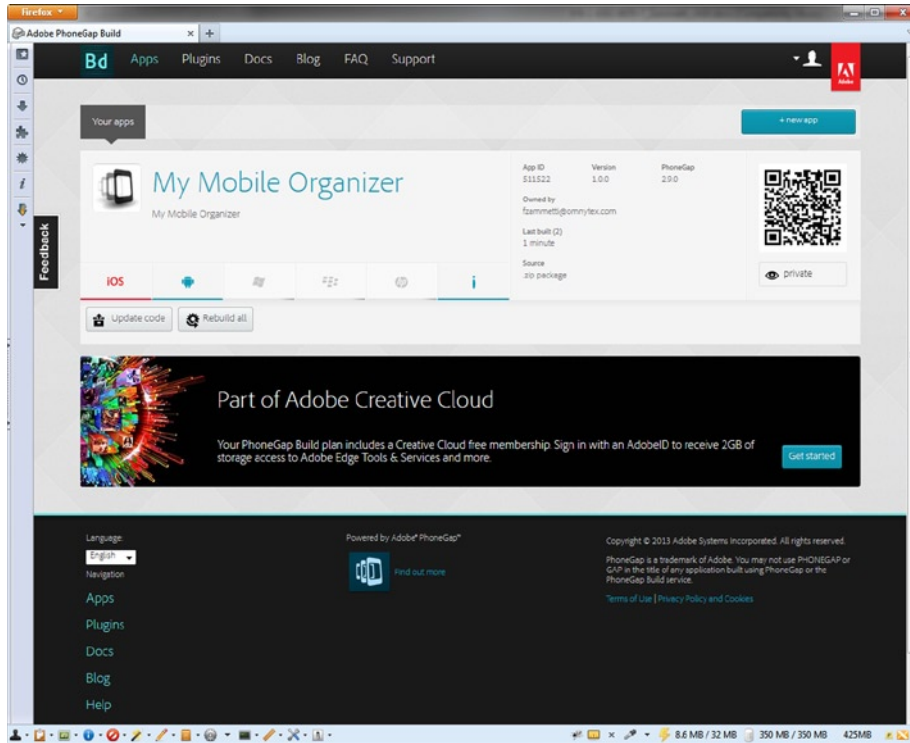 Firefox
Adobe PhoneGap Build
Bd Apps Plugins Docs Blog FAQ Support
Adobe
Your apps
+ new app
My Mobile Organizer
My Mobile Organizer
App ID Version PhoneGap
511522 1.0.0 2.9.0
Owned by
fzammetti@omnytex.com
Last built (2)
1 minute
Source
.zip package
private
iOS
Update code Rebuild all
Feedback
Part of Adobe Creative Cloud
Your PhoneGap Build plan includes a Creative Cloud free membership. Sign in with an AdobeID to receive 2GB of
storage access to Adobe Edge Tools & Services and more.
Get started
Language:
English
Navigation
Apps
Plugins
Docs
Blog
Help
Powered by Adobe® PhoneGap™
Find out more
Copyright © 2013 Adobe Systems Incorporated. All rights reserved.
PhoneGap is a trademark of Adobe. You may not use PHONEGAP or
GAP in the title of any application built using PhoneGap or the
PhoneGap Build service.
Terms of Use | Privacy Policy and Cookies
8.6 MB / 32 MB 350 MB / 350 MB 425MB